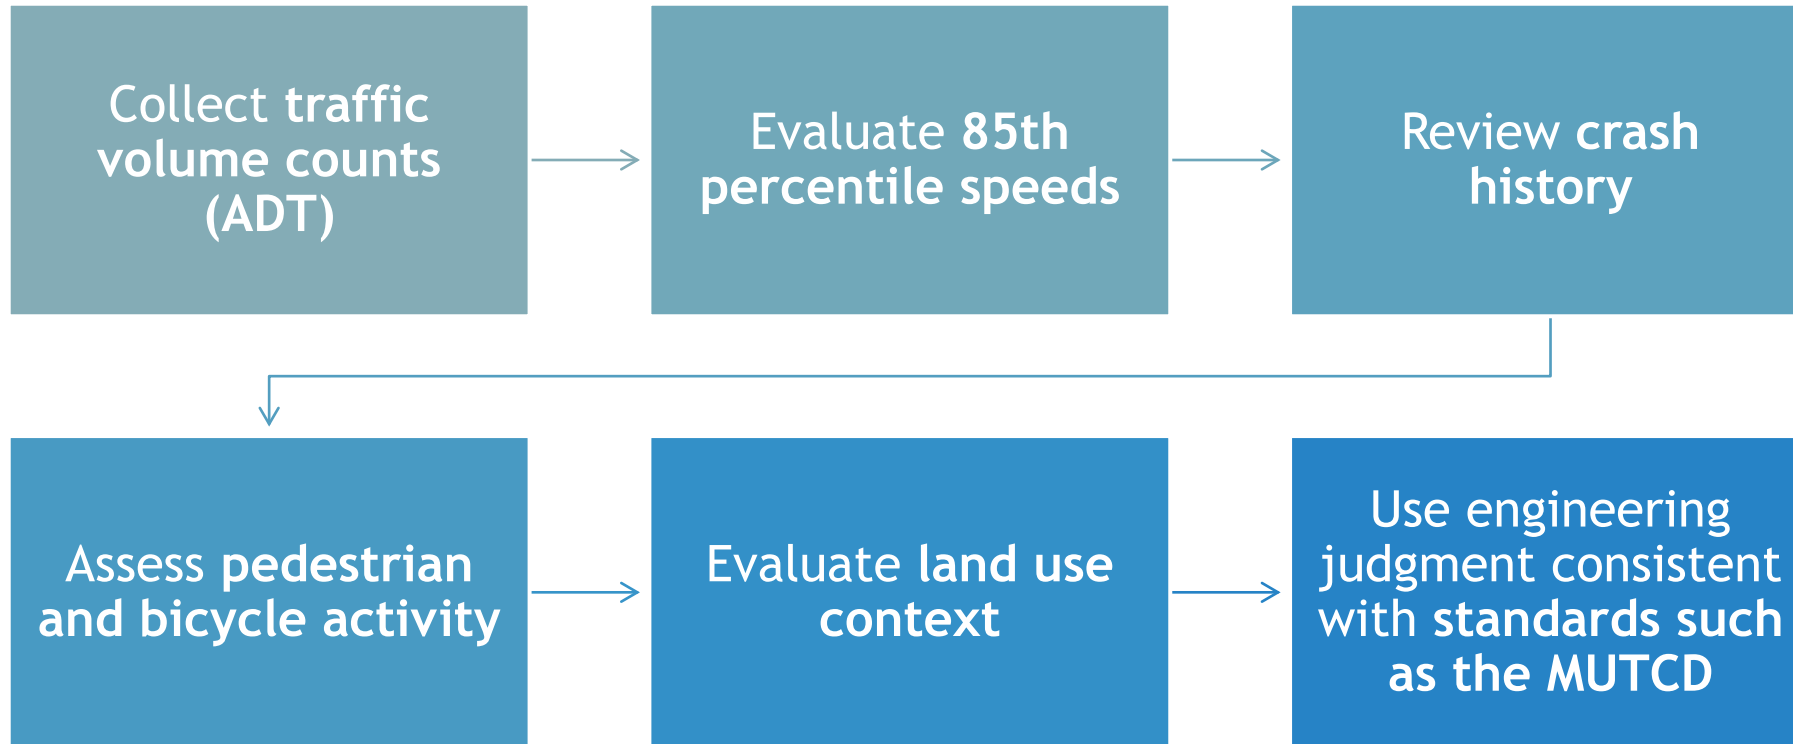 Collect traffic
volume counts
(ADT)
Evaluate 85th
percentile speeds
Review crash
history
Assess pedestrian
and bicycle activity
Evaluate land use
context
Use engineering
judgment consistent
with standards such
as the MUTCD